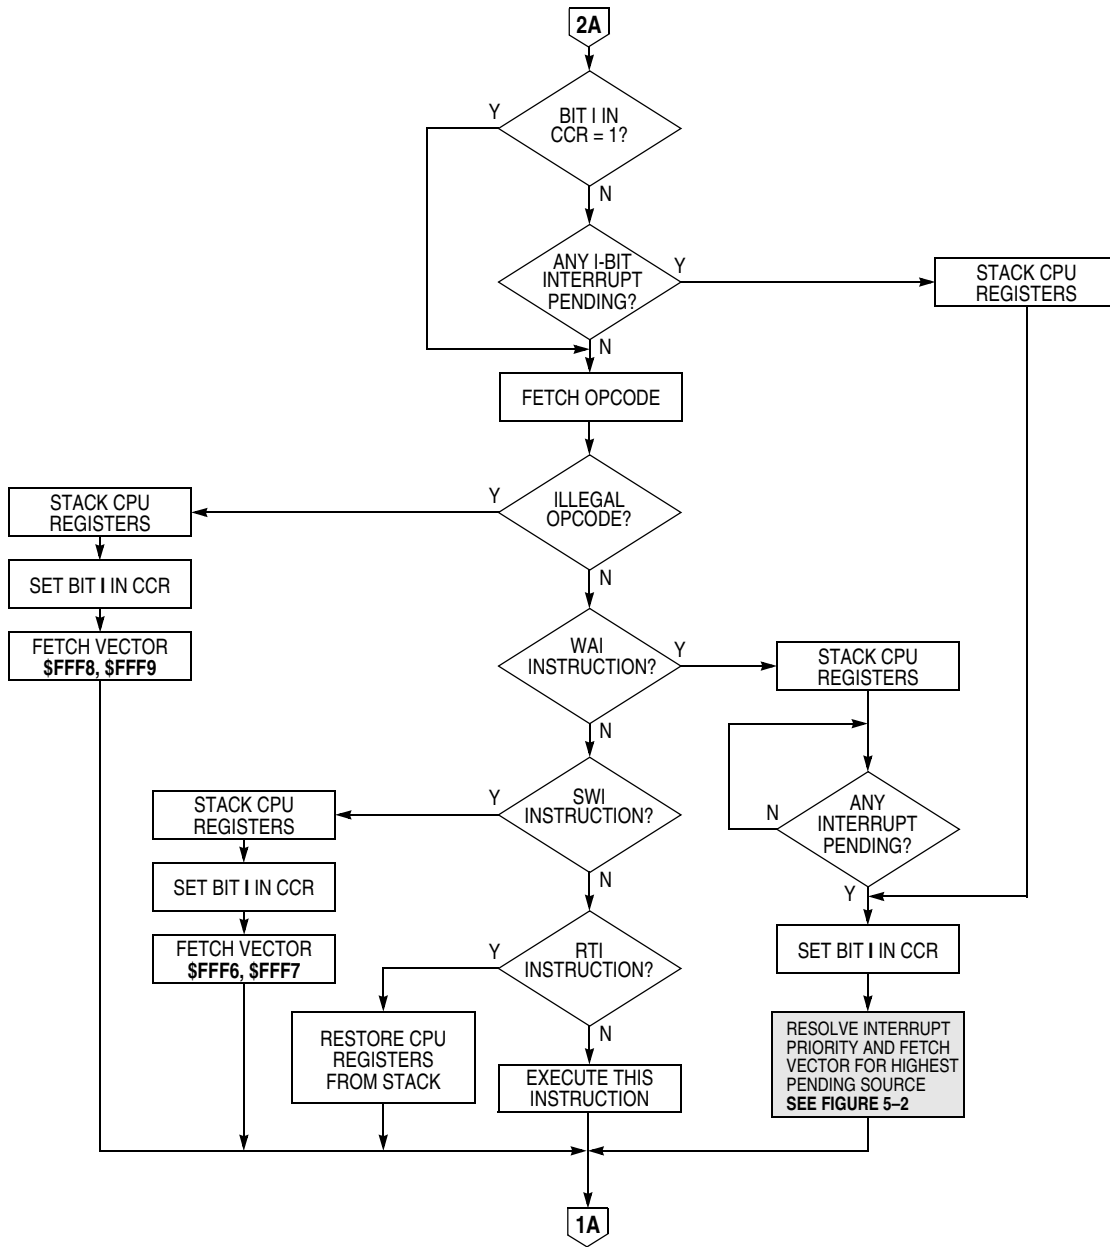 2A
BIT I IN
CCR = 1?
Y
N
ANY I-BIT
INTERRUPT
PENDING?
Y
N
STACK CPU
REGISTERS
FETCH OPCODE
ILLEGAL
OPCODE?
Y
N
STACK CPU
REGISTERS
SET BIT I IN CCR
FETCH VECTOR
$FFF8, $FFF9
WAI
INSTRUCTION?
Y
N
STACK CPU
REGISTERS
ANY
INTERRUPT
PENDING?
N
Y
SWI
INSTRUCTION?
Y
N
STACK CPU
REGISTERS
SET BIT I IN CCR
FETCH VECTOR
$FFF6, $FFF7
RTI
INSTRUCTION?
Y
N
SET BIT I IN CCR
RESTORE CPU
REGISTERS
FROM STACK
EXECUTE THIS
INSTRUCTION
RESOLVE INTERRUPT
PRIORITY AND FETCH
VECTOR FOR HIGHEST
PENDING SOURCE
SEE FIGURE 5–2
1A